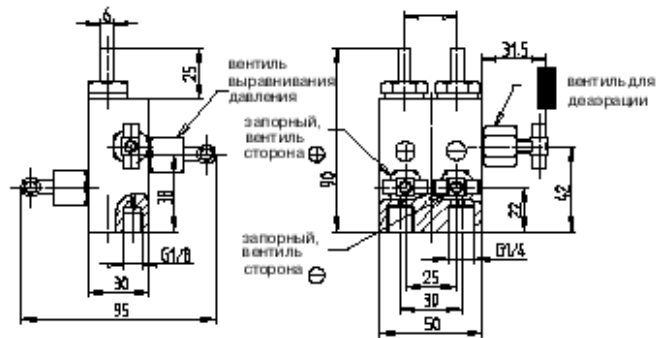 6
25
вентиль
выравнивания
давления
38
G1/8
30
95
31.5
вентиль для
деаэрации
запорный,
вентиль
сторона ⊕
90
42
22
запорный,
вентиль
сторона ⊖
G1/4
25
30
50